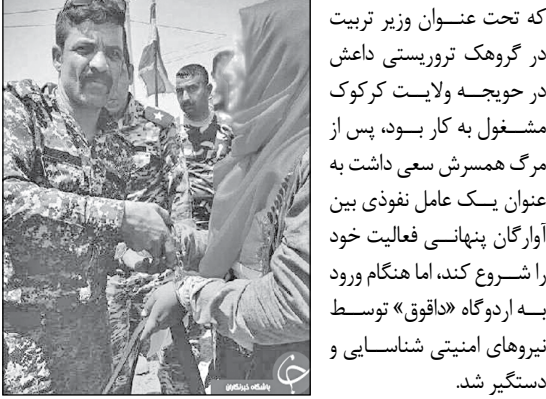 که تحت عنوان وزیر تربیت
در گروهک تروریستی داعش
در حویجه ولایت کرکوک
مشغول به کار بود، پس از
مرگ همسرش سعی داشت به
عنوان یک عامل نفوذی بین
آوارگان پنهانی فعالیت خود
را شروع کند، اما هنگام ورود
به اردوگاه «داقوق» توسط
نیروهای امنیتی شناسایی و
دستگیر شد.
باشگاه خبرنگاران